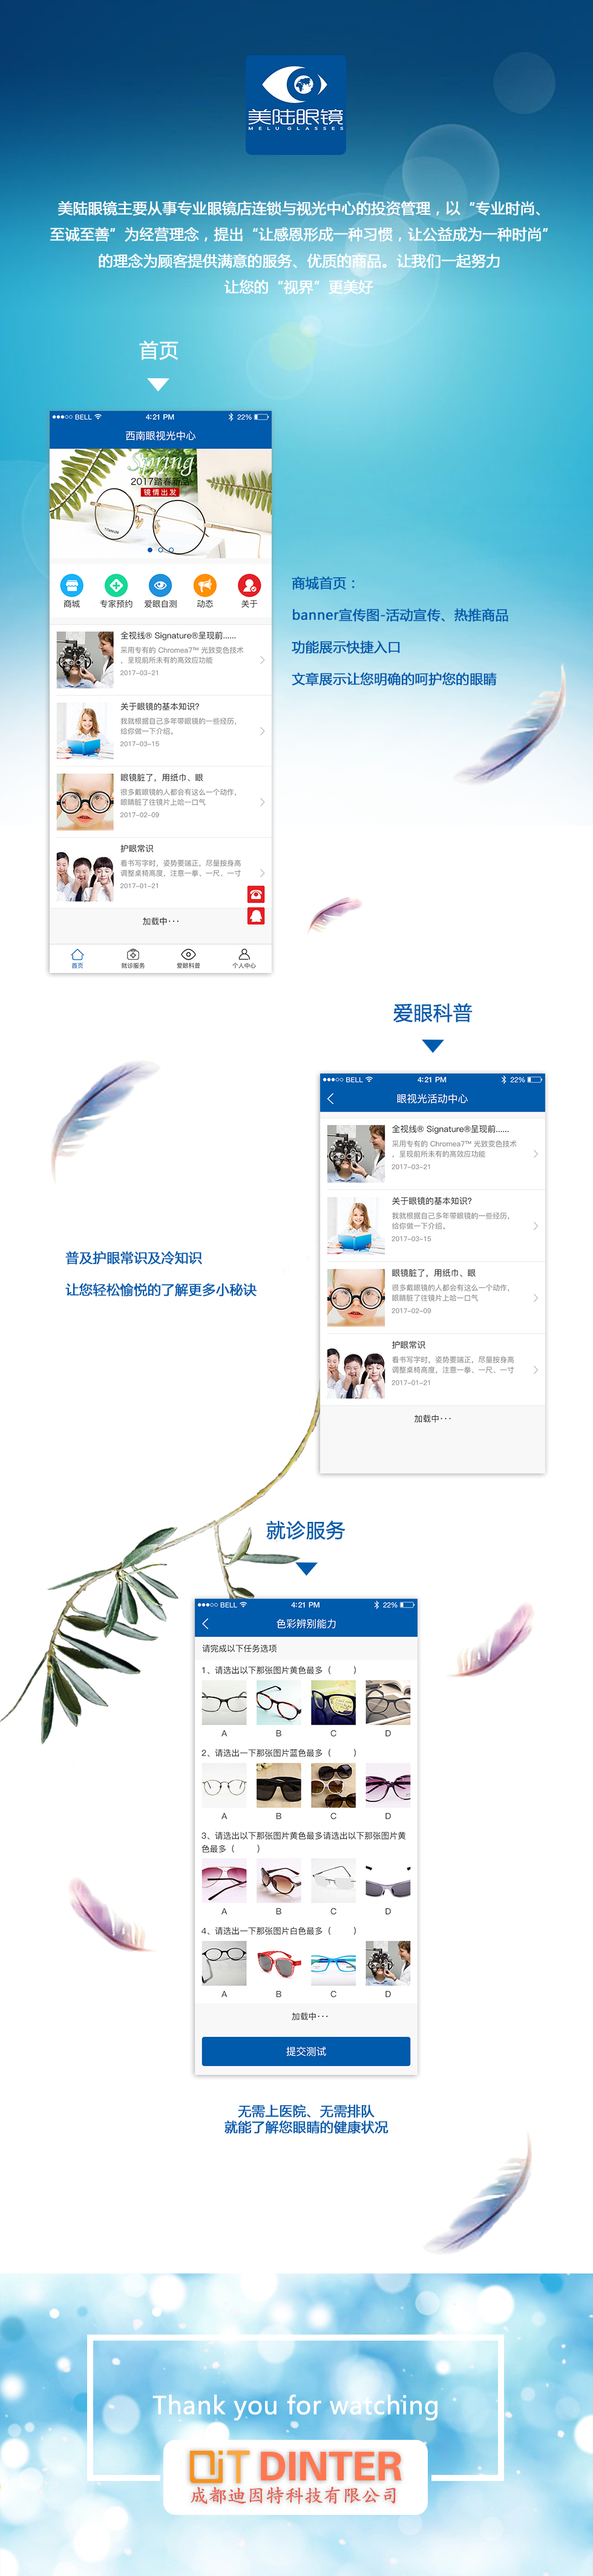 美陆眼镜
MELU GLASSES
美陆眼镜主要从事专业眼镜店连锁与视光中心的投资管理，以“专业时尚、
至诚至善”为经营理念，提出“让感恩形成一种习惯，让公益成为一种时尚”
的理念为顾客提供满意的服务、优质的商品。让我们一起努力
让您的“视界”更美好
首页
BELL 4:21 PM 22%
西南眼视光中心
Spring
2017踏春新品
镜情出发
TITANIUM
商城 专家预约 爱眼自测 动态 关于
全视线® Signature®呈现前......
采用专有的 Chromea7™ 光致变色技术
，呈现前所未有的高效应功能
2017-03-21
关于眼镜的基本知识?
我就根据自己多年带眼镜的一些经历，
给你做一下介绍。
2017-03-15
眼镜脏了，用纸巾、眼
很多戴眼镜的人都会有这么一个动作，
眼睛脏了往镜片上哈一口气
2017-02-09
护眼常识
看书写字时，姿势要端正，尽量按身高
调整桌椅高度，注意一拳、一尺、一寸
2017-01-21
加载中···
首页 就诊服务 爱眼科普 个人中心
商城首页：
banner宣传图-活动宣传、热推商品
功能展示快捷入口
文章展示让您明确的呵护您的眼睛
爱眼科普
BELL 4:21 PM 22%
眼视光活动中心
全视线® Signature®呈现前......
采用专有的 Chromea7™ 光致变色技术
，呈现前所未有的高效应功能
2017-03-21
关于眼镜的基本知识?
我就根据自己多年带眼镜的一些经历，
给你做一下介绍。
2017-03-15
眼镜脏了，用纸巾、眼
很多戴眼镜的人都会有这么一个动作，
眼睛脏了往镜片上哈一口气
2017-02-09
护眼常识
看书写字时，姿势要端正，尽量按身高
调整桌椅高度，注意一拳、一尺、一寸
2017-01-21
加载中···
普及护眼常识及冷知识
让您轻松愉悦的了解更多小秘诀
就诊服务
BELL 4:21 PM 22%
色彩辨别能力
请完成以下任务选项
1、请选出以下那张图片黄色最多（ ）
A B C D
2、请选出一下那张图片蓝色最多（ ）
A B C D
3、请选出以下那张图片黄色最多请选出以下那张图片黄
色最多（ ）
A B C D
4、请选出一下那张图片白色最多（ ）
A B C D
加载中···
提交测试
无需上医院、无需排队
就能了解您眼睛的健康状况
Thank you for watching
DIT DINTER
成都迪因特科技有限公司